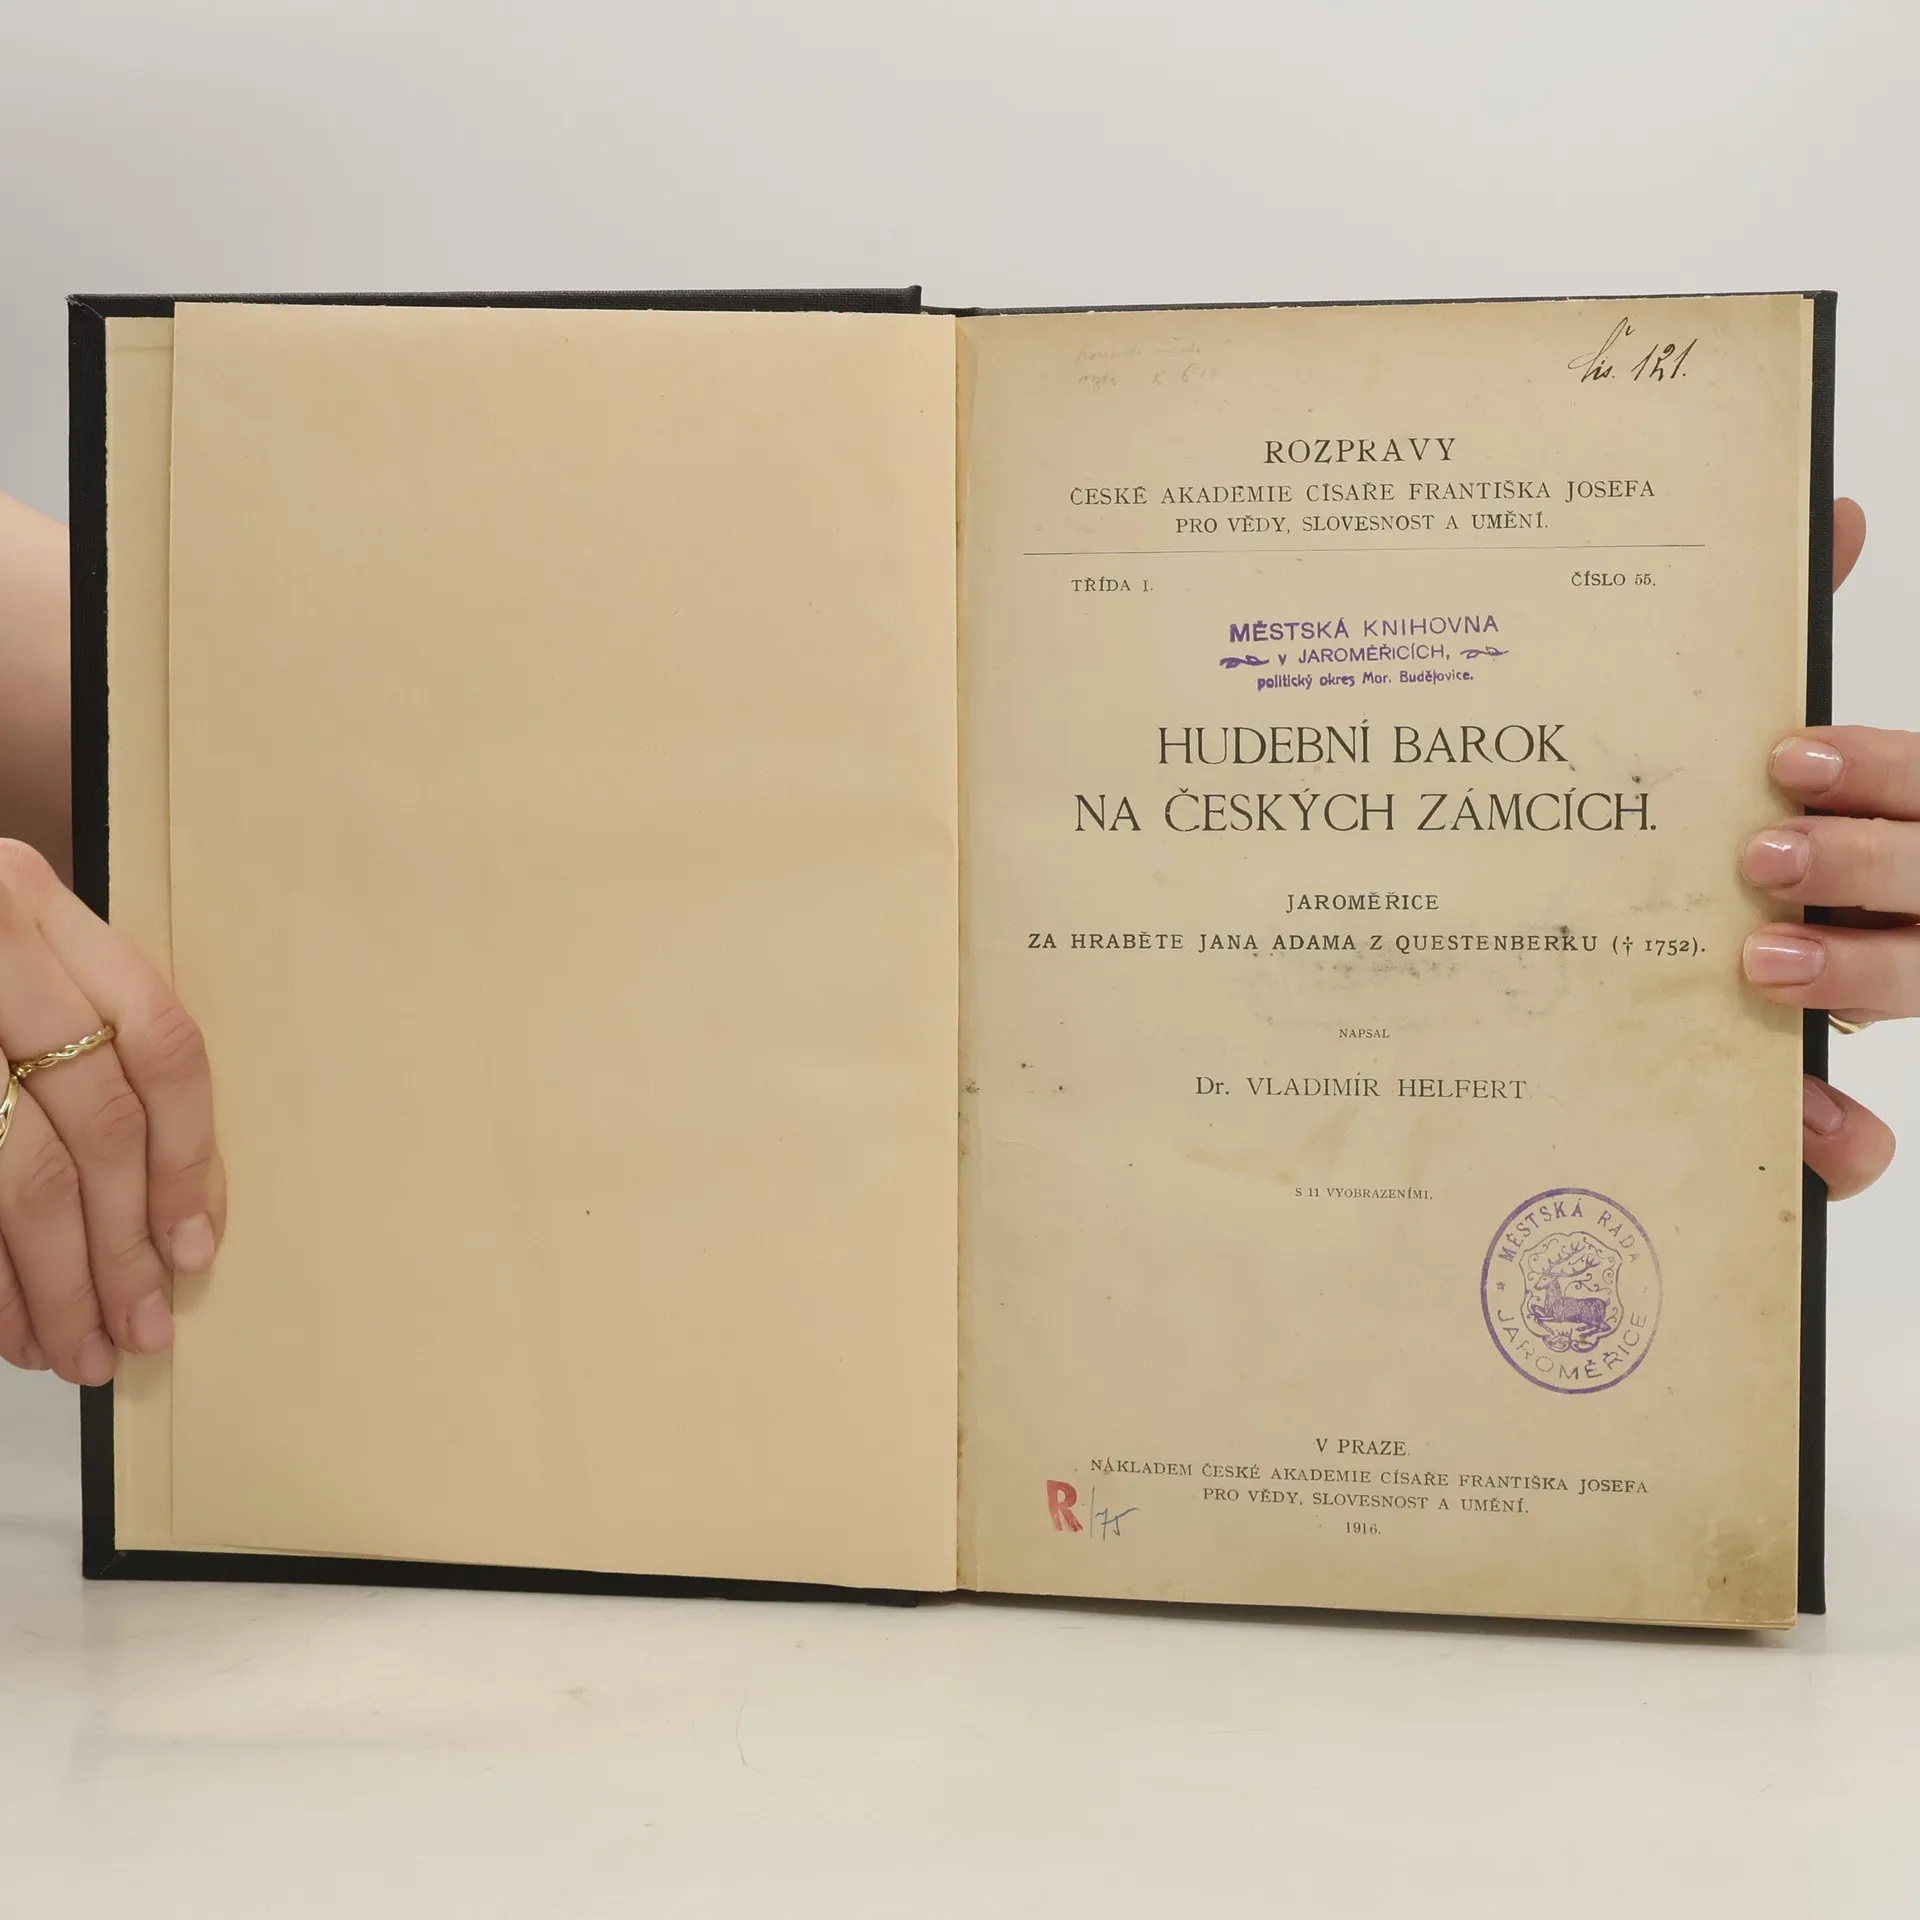 Čís. 121.
ROZPRAVY
ČESKÉ AKADEMIE CÍSAŘE FRANTIŠKA JOSEFA
PRO VĚDY, SLOVESNOST A UMĚNÍ.
TŘÍDA I. ČÍSLO 55.
MĚSTSKÁ KNIHOVNA
v JAROMĚŘICÍCH,
politický okres Mor. Budějovice.
HUDEBNÍ BAROK
NA ČESKÝCH ZÁMCÍCH.
JAROMĚŘICE
ZA HRABĚTE JANA ADAMA Z QUESTENBERKU († 1752).
NAPSAL
Dr. VLADIMÍR HELFERT
S 11 VYOBRAZENÍMI.
MĚSTSKÁ RADA
JAROMĚŘICE
V PRAZE.
NÁKLADEM ČESKÉ AKADEMIE CÍSAŘE FRANTIŠKA JOSEFA
PRO VĚDY, SLOVESNOST A UMĚNÍ.
1916.
R/75